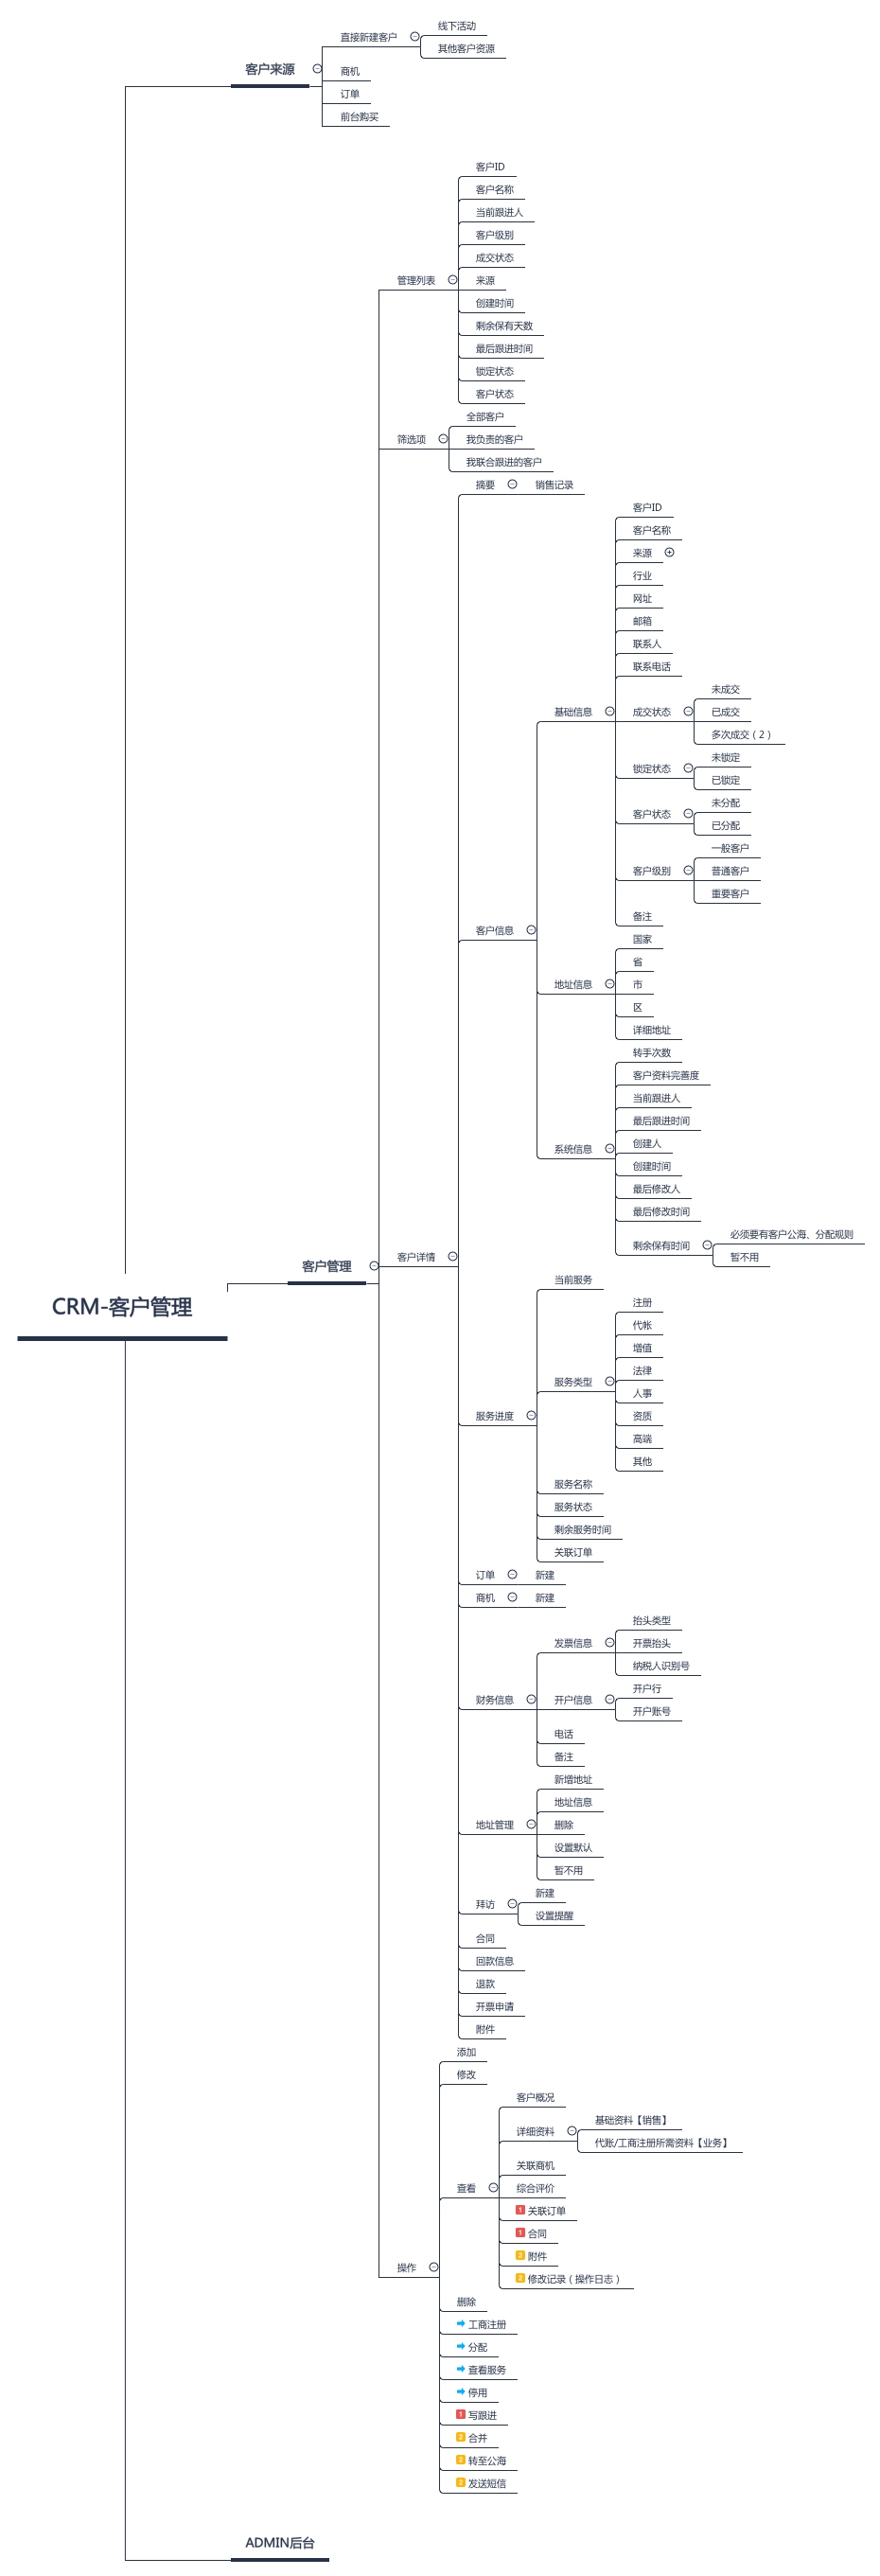 线下活动
直接新建客户
其他客户资源
客户来源
商机
订单
前台购买
客户ID
客户名称
当前跟进人
客户级别
成交状态
管理列表
来源
创建时间
剩余保有天数
最后跟进时间
锁定状态
客户状态
全部客户
筛选项
我负责的客户
我联合跟进的客户
摘要
销售记录
客户ID
客户名称
来源
行业
网址
邮箱
联系人
联系电话
未成交
基础信息
成交状态
已成交
多次成交（2）
未锁定
锁定状态
已锁定
未分配
客户状态
已分配
一般客户
客户级别
普通客户
重要客户
备注
客户信息
国家
省
地址信息
市
区
详细地址
转手次数
客户资料完善度
当前跟进人
最后跟进时间
系统信息
创建人
创建时间
最后修改人
最后修改时间
必须要有客户公海、分配规则
剩余保有时间
暂不用
客户管理
客户详情
当前服务
CRM-客户管理
注册
代帐
增值
服务类型
法律
人事
服务进度
资质
高端
其他
服务名称
服务状态
剩余服务时间
关联订单
订单
新建
商机
新建
抬头类型
发票信息
开票抬头
纳税人识别号
开户行
财务信息
开户信息
开户账号
电话
备注
新增地址
地址信息
地址管理
删除
设置默认
暂不用
新建
拜访
设置提醒
合同
回款信息
退款
开票申请
附件
添加
修改
客户概况
基础资料【销售】
详细资料
代账/工商注册所需资料【业务】
关联商机
查看
综合评价
1 关联订单
1 合同
2 附件
操作
2 修改记录（操作日志）
删除
工商注册
分配
查看服务
停用
1 写跟进
2 合并
2 转至公海
2 发送短信
ADMIN后台